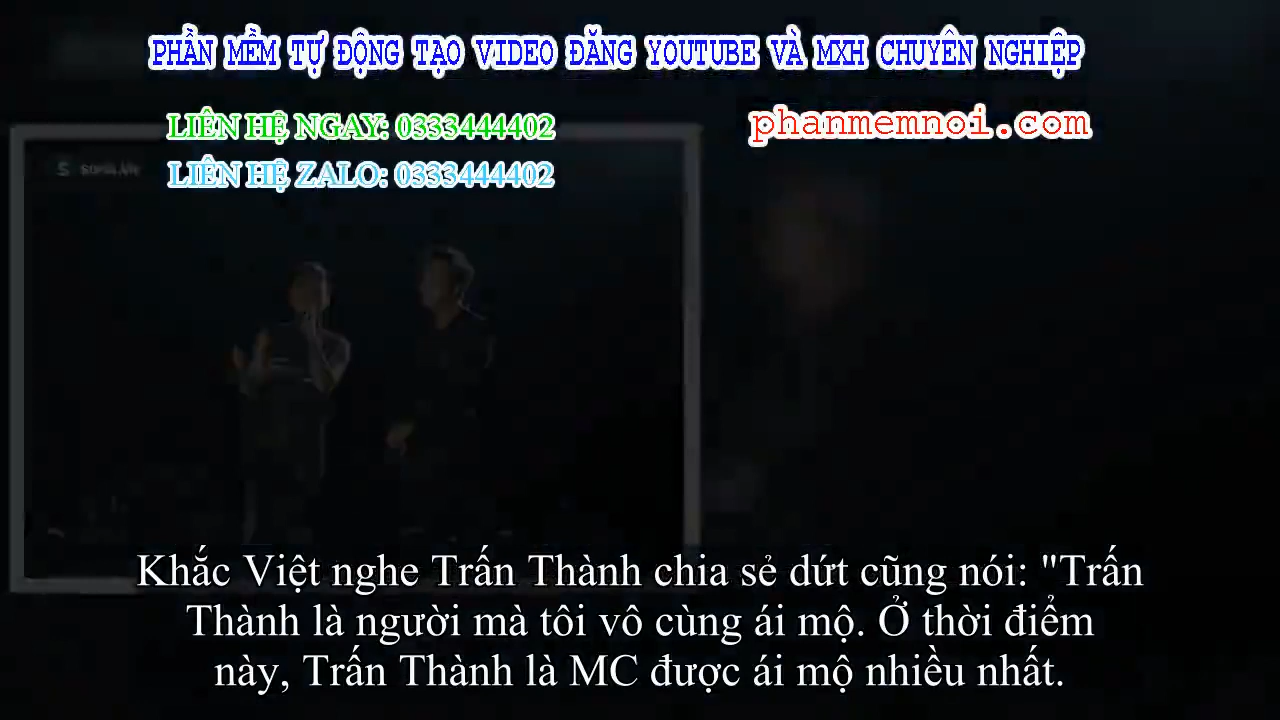 PHẦN MỀM TỰ ĐỘNG TẠO VIDEO ĐĂNG YOUTUBE VÀ MXH CHUYÊN NGHIỆP
LIÊN HỆ NGAY: 0333444402
phanmemnoi.com
LIÊN HỆ ZALO: 0333444402
Khắc Việt nghe Trấn Thành chia sẻ dứt cũng nói: "Trấn
Thành là người mà tôi vô cùng ái mộ. Ở thời điểm
này, Trấn Thành là MC được ái mộ nhiều nhất.